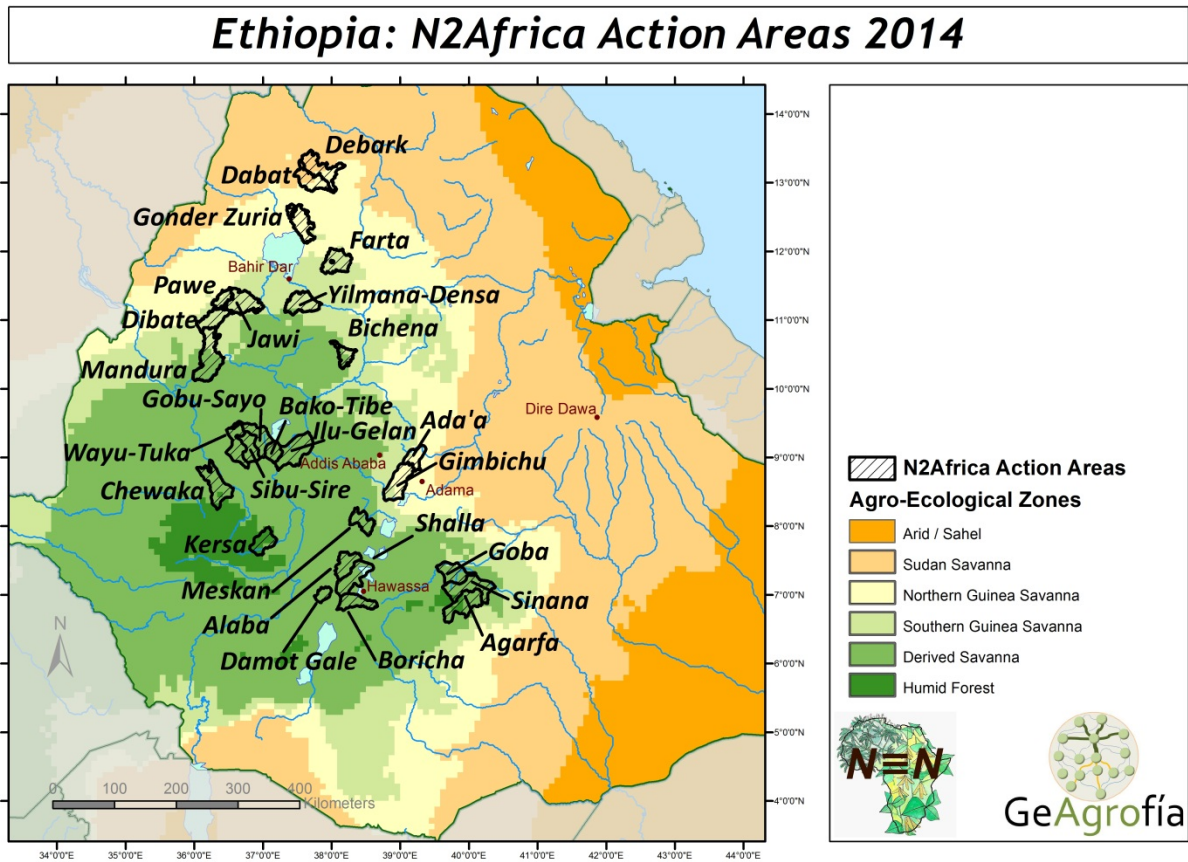 Ethiopia: N2Africa Action Areas 2014
14°0'0"N
13°0'0"N
12°0'0"N
11°0'0"N
10°0'0"N
9°0'0"N
8°0'0"N
7°0'0"N
6°0'0"N
5°0'0"N
4°0'0"N
Debark
Dabat
Gonder Zuria
Farta
Bahir Dar
Pawe
Yilmana-Densa
Dibate
Jawi
Bichena
Mandura
Gobu-Sayo
Bako-Tibe
Dire Dawa
Ilu-Gelan
Ada'a
Wayu-Tuka
Addis Ababa
Gimbichu
Chewaka
Sibu-Sire
Adama
Shalla
Kersa
Goba
Meskan
Hawassa
Sinana
Alaba
Agarfa
Damot Gale
Boricha
N
0 100 200 300 400
Kilometers
34°0'0"E 35°0'0"E 36°0'0"E 37°0'0"E 38°0'0"E 39°0'0"E 40°0'0"E 41°0'0"E 42°0'0"E 43°0'0"E 44°0'0"E
N2Africa Action Areas
Agro-Ecological Zones
Arid / Sahel
Sudan Savanna
Northern Guinea Savanna
Southern Guinea Savanna
Derived Savanna
Humid Forest
N≡N
GeAgrofía